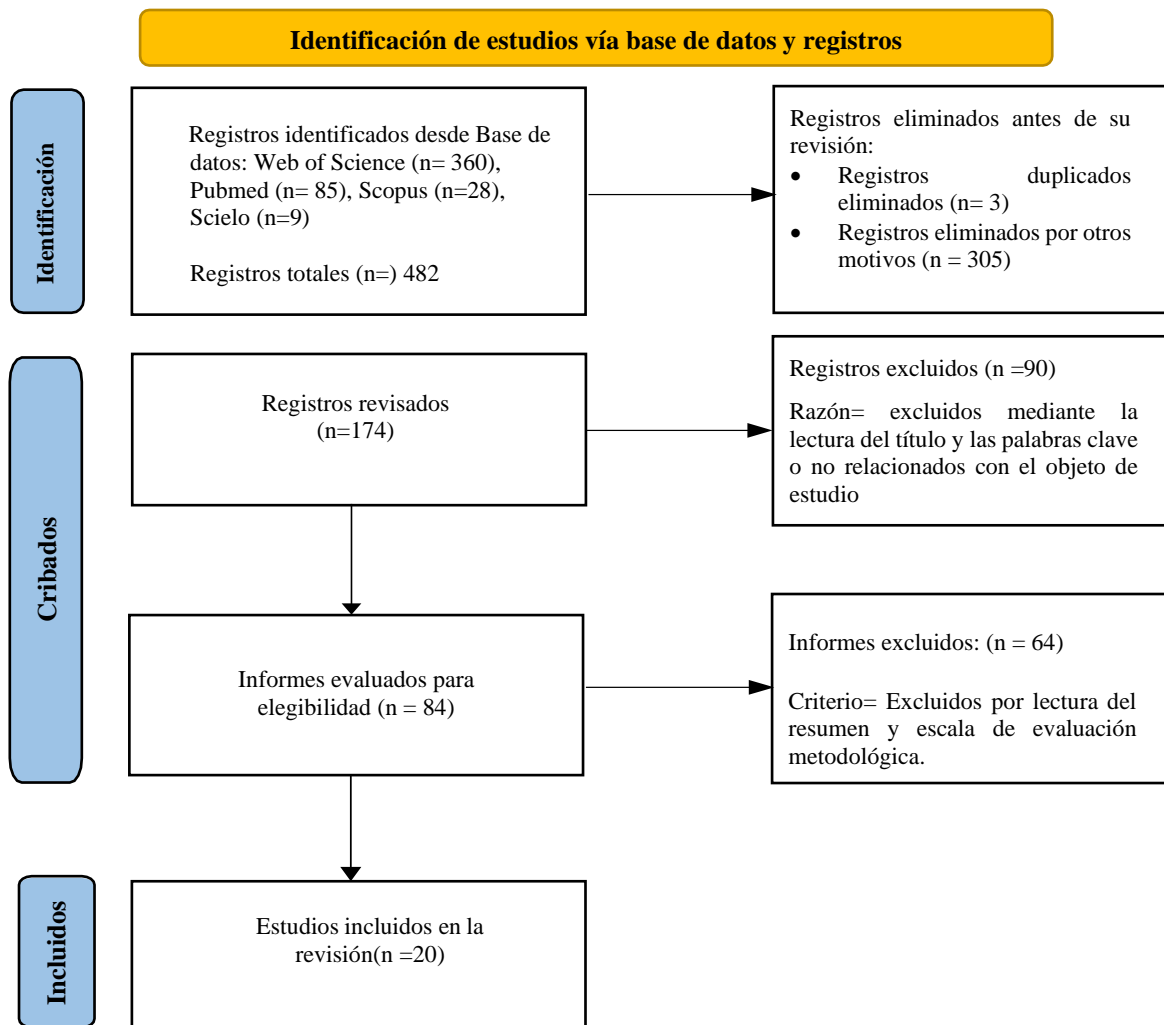 Identificación de estudios vía base de datos y registros
Identificación
Registros identificados desde Base de
datos: Web of Science (n= 360),
Pubmed (n= 85), Scopus (n=28),
Scielo (n=9)
Registros totales (n=) 482
Registros eliminados antes de su
revisión:
• Registros duplicados
eliminados (n= 3)
• Registros eliminados por otros
motivos (n = 305)
Cribados
Registros revisados
(n=174)
Registros excluidos (n =90)
Razón= excluidos mediante la
lectura del título y las palabras clave
o no relacionados con el objeto de
estudio
Informes evaluados para
elegibilidad (n = 84)
Informes excluidos: (n = 64)
Criterio= Excluidos por lectura del
resumen y escala de evaluación
metodológica.
Incluidos
Estudios incluidos en la
revisión(n =20)